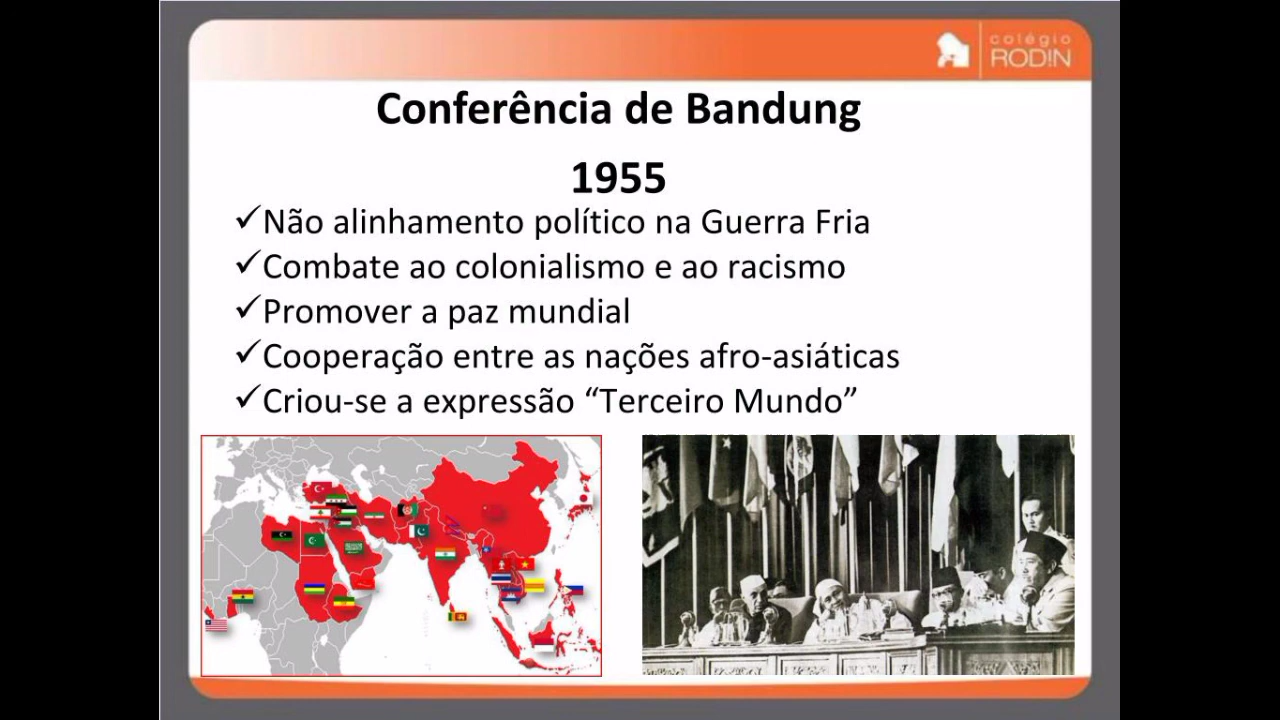 colégio
ROD!N
Conferência de Bandung
1955
✓Não alinhamento político na Guerra Fria
✓Combate ao colonialismo e ao racismo
✓Promover a paz mundial
✓Cooperação entre as nações afro-asiáticas
✓Criou-se a expressão “Terceiro Mundo”